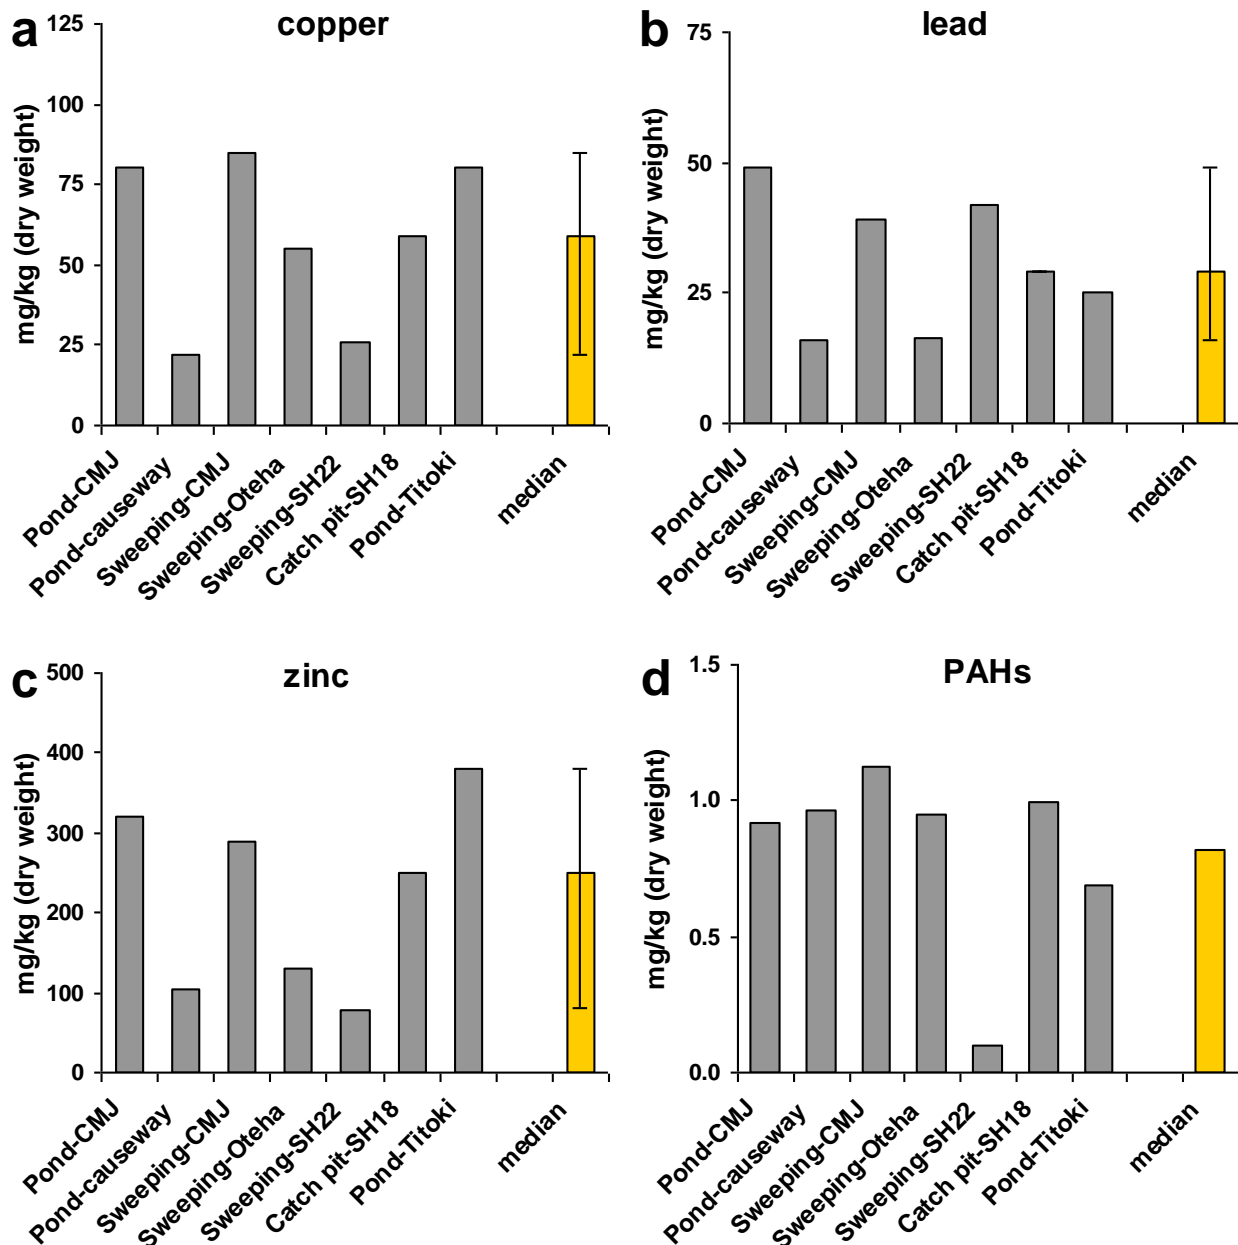 a
copper
mg/kg (dry weight)
125
100
75
50
25
0
Pond-CMJ
Pond-causeway
Sweeping-CMJ
Sweeping-Oteha
Sweeping-SH22
Catch pit-SH18
Pond-Titoki
median
b
lead
mg/kg (dry weight)
75
50
25
0
Pond-CMJ
Pond-causeway
Sweeping-CMJ
Sweeping-Oteha
Sweeping-SH22
Catch pit-SH18
Pond-Titoki
median
c
zinc
mg/kg (dry weight)
500
400
300
200
100
0
Pond-CMJ
Pond-causeway
Sweeping-CMJ
Sweeping-Oteha
Sweeping-SH22
Catch pit-SH18
Pond-Titoki
median
d
PAHs
mg/kg (dry weight)
1.5
1.0
0.5
0.0
Pond-CMJ
Pond-causeway
Sweeping-CMJ
Sweeping-Oteha
Sweeping-SH22
Catch pit-SH18
Pond-Titoki
median